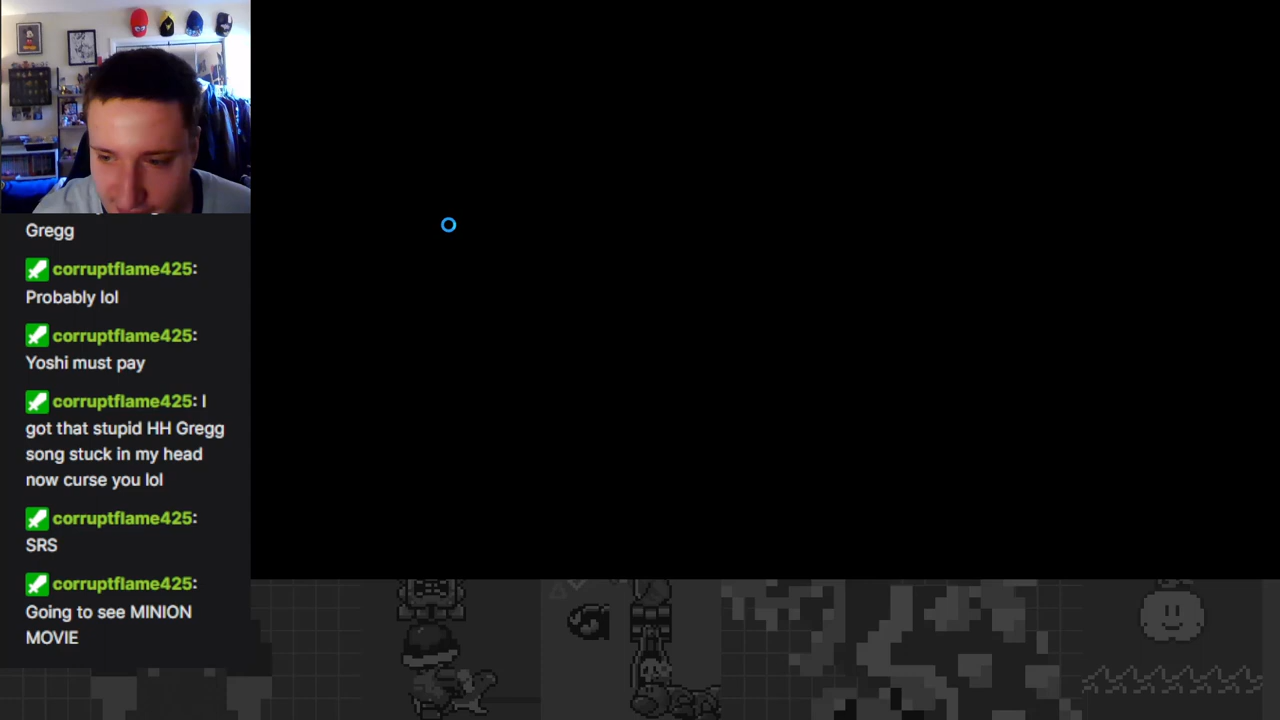 Gregg
corruptflame425:
Probably lol
corruptflame425:
Yoshi must pay
corruptflame425: I
got that stupid HH Gregg
song stuck in my head
now curse you lol
corruptflame425:
SRS
corruptflame425:
Going to see MINION
MOVIE